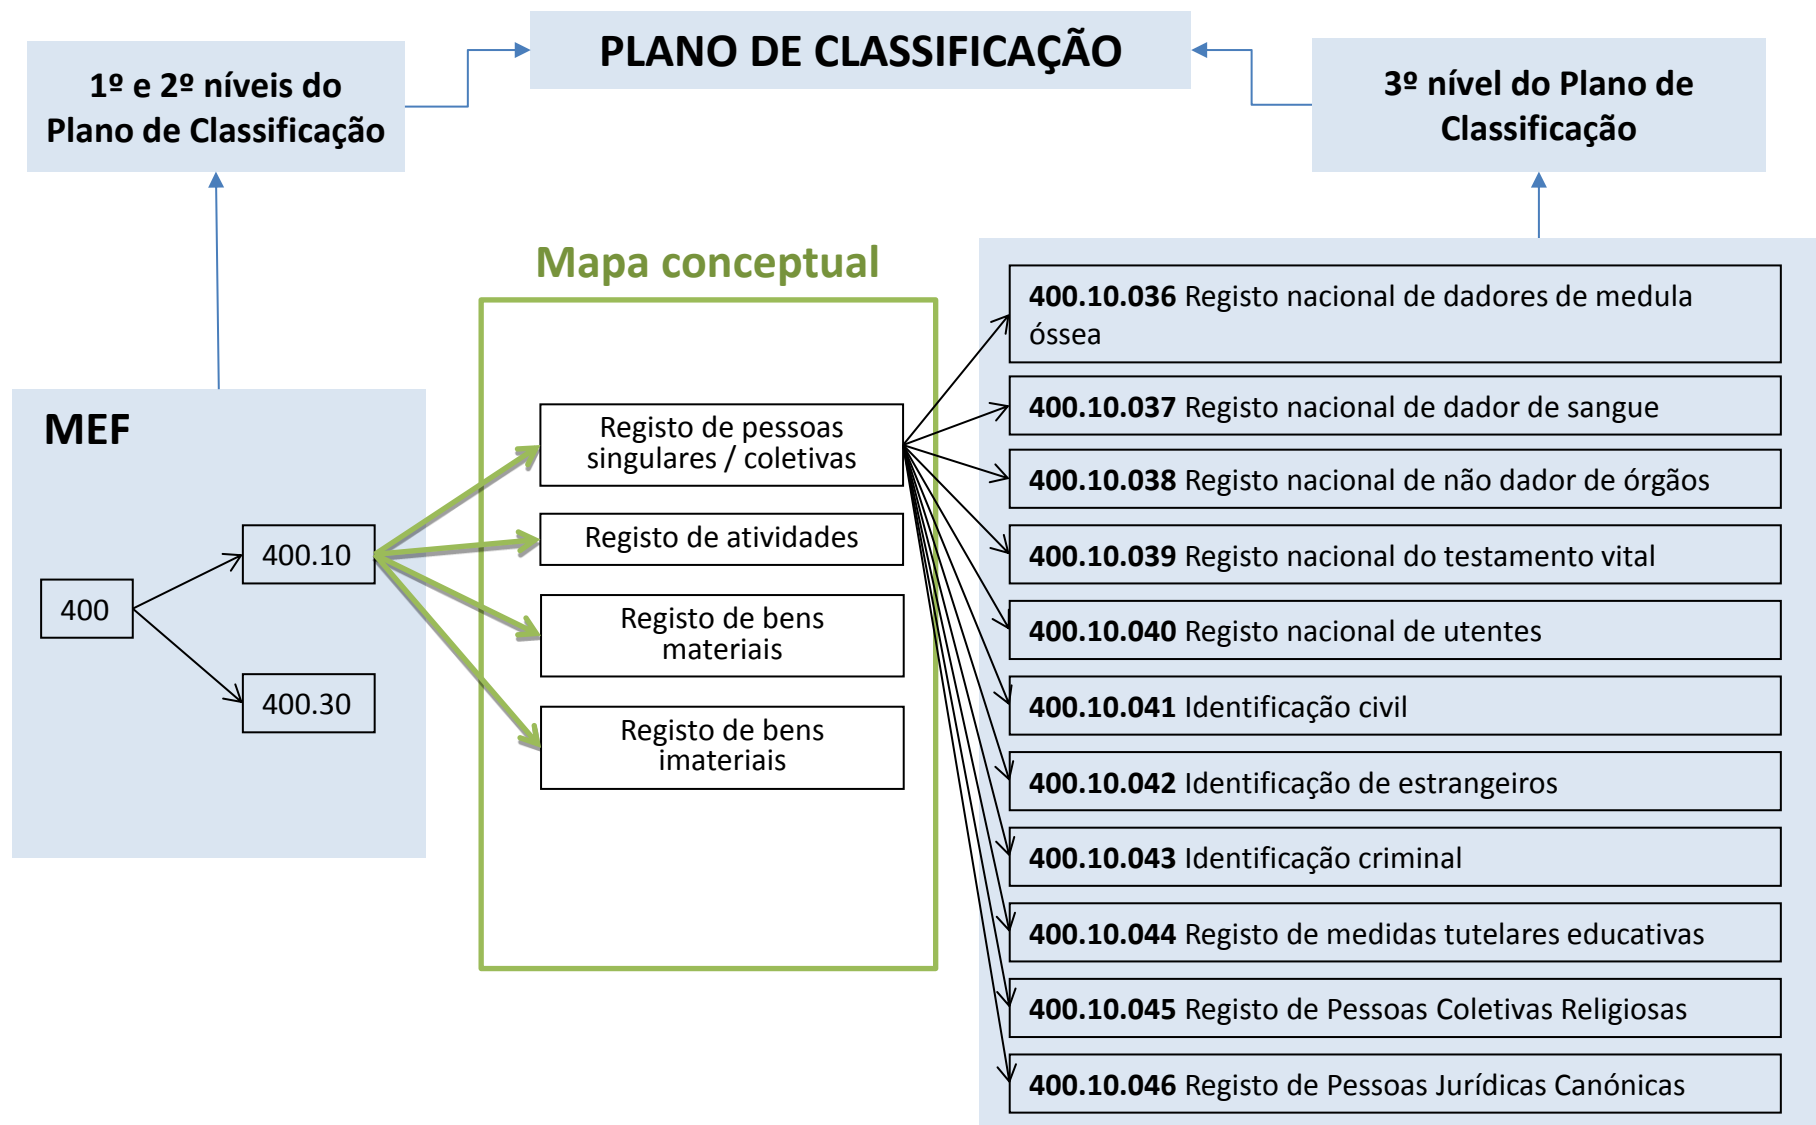 PLANO DE CLASSIFICAÇÃO
1º e 2º níveis do
Plano de Classificação
3º nível do Plano de
Classificação
Mapa conceptual
MEF
400
400.10
400.30
Registo de pessoas
singulares / coletivas
Registo de atividades
Registo de bens
materiais
Registo de bens
imateriais
400.10.036 Registo nacional de dadores de medula
óssea
400.10.037 Registo nacional de dador de sangue
400.10.038 Registo nacional de não dador de órgãos
400.10.039 Registo nacional do testamento vital
400.10.040 Registo nacional de utentes
400.10.041 Identificação civil
400.10.042 Identificação de estrangeiros
400.10.043 Identificação criminal
400.10.044 Registo de medidas tutelares educativas
400.10.045 Registo de Pessoas Coletivas Religiosas
400.10.046 Registo de Pessoas Jurídicas Canónicas